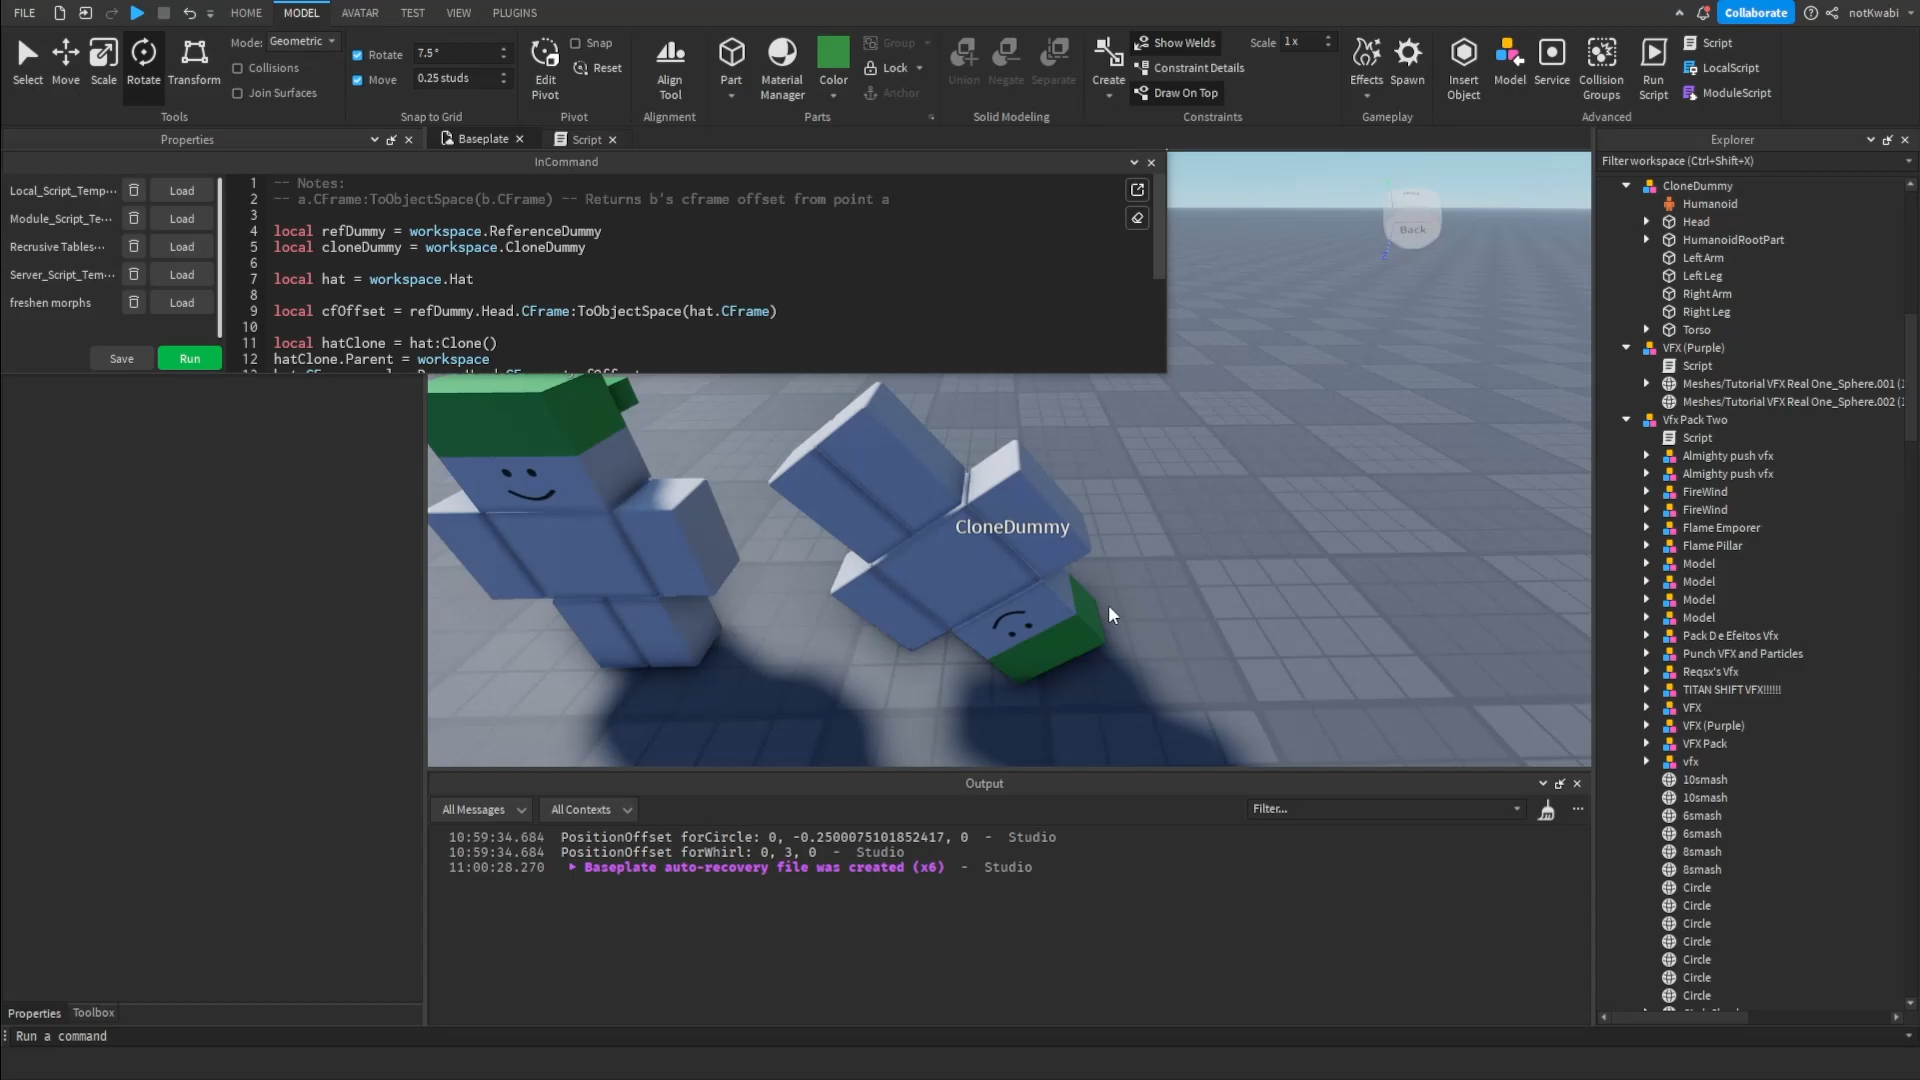 FILE HOME MODEL AVATAR TEST VIEW PLUGINS Collaborate notKwabi
Select Move Scale Rotate Transform
Mode: Geometric
Collisions
Join Surfaces
Tools
Rotate 7.5°
Move 0.25 studs
Snap to Grid
Edit Pivot
Snap
Reset
Pivot
Align Tool
Alignment
Part
Material Manager
Color
Group
Lock
Anchor
Parts
Union Negate Separate
Solid Modeling
Create
Show Welds
Scale 1x
Constraint Details
Draw On Top
Constraints
Effects Spawn
Gameplay
Insert Object
Model
Service
Collision Groups
Run Script
Script
LocalScript
ModuleScript
Advanced
Properties
Baseplate
Script
Explorer
InCommand
Filter workspace (Ctrl+Shift+X)
Local_Script_Temp··· Load
Module_Script_Te··· Load
Recrusive Tables··· Load
Server_Script_Tem··· Load
freshen morphs Load
Save Run
1 -- Notes:
2 -- a.CFrame:ToObjectSpace(b.CFrame) -- Returns b's cframe offset from point a
3
4 local refDummy = workspace.ReferenceDummy
5 local cloneDummy = workspace.CloneDummy
6
7 local hat = workspace.Hat
8
9 local cfOffset = refDummy.Head.CFrame:ToObjectSpace(hat.CFrame)
10
11 local hatClone = hat:Clone()
12 hatClone.Parent = workspace
Back
Z
CloneDummy
CloneDummy
Humanoid
Head
HumanoidRootPart
Left Arm
Left Leg
Right Arm
Right Leg
Torso
VFX (Purple)
Script
Meshes/Tutorial VFX Real One_Sphere.001 (
Meshes/Tutorial VFX Real One_Sphere.002 (
Vfx Pack Two
Script
Almighty push vfx
Almighty push vfx
FireWind
FireWind
Flame Emporer
Flame Pillar
Model
Model
Model
Model
Pack De Efeitos Vfx
Punch VFX and Particles
Reqsx's Vfx
TITAN SHIFT VFX!!!!!!
VFX
VFX (Purple)
VFX Pack
vfx
10smash
10smash
6smash
6smash
8smash
8smash
Circle
Circle
Circle
Circle
Circle
Circle
Circle
Output
All Messages All Contexts Filter...
10:59:34.684 PositionOffset forCircle: 0, -0.2500075101852417, 0 - Studio
10:59:34.684 PositionOffset forWhirl: 0, 3, 0 - Studio
11:00:28.270 Baseplate auto-recovery file was created (x6) - Studio
Properties Toolbox
Run a command